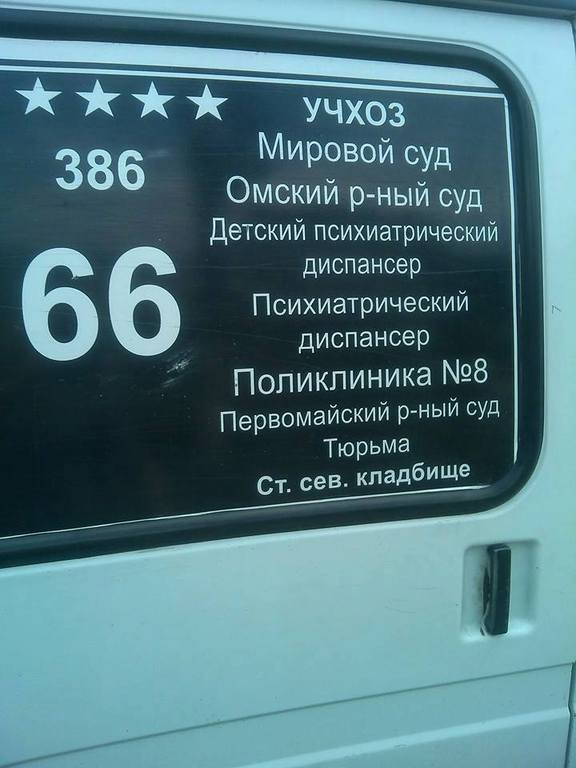 386
66
УЧХОЗ
Мировой суд
Омский р-ный суд
Детский психиатрический
диспансер
Психиатрический
диспансер
Поликлиника №8
Первомайский р-ный суд
Тюрьма
Ст. сев. кладбище